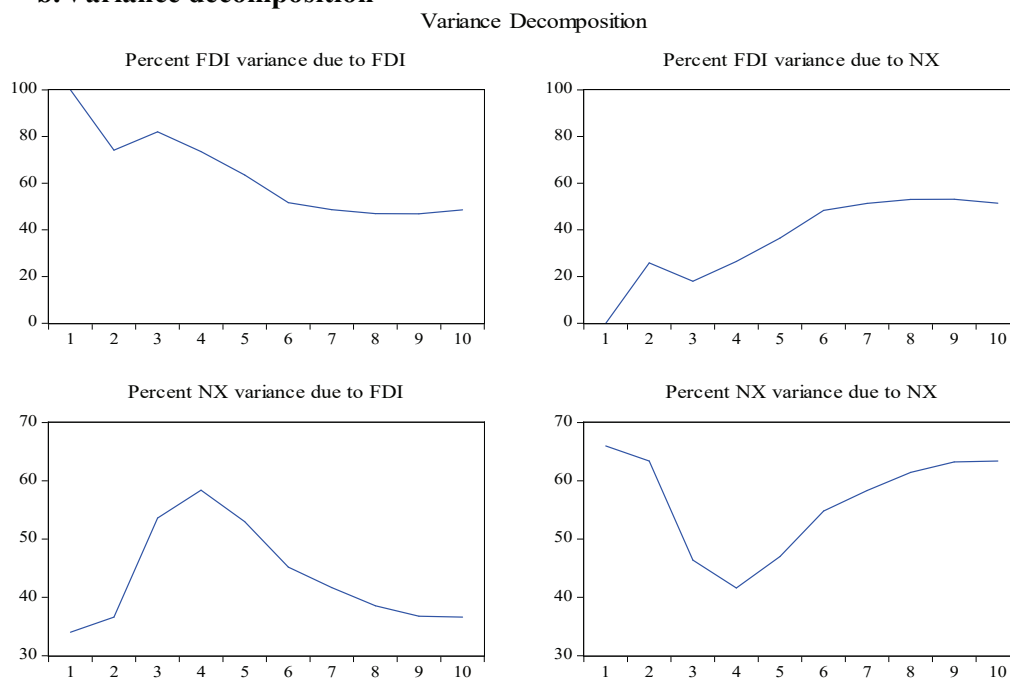 b. Variance decomposition
Variance Decomposition
Percent FDI variance due to FDI
100
80
60
40
20
0
1 2 3 4 5 6 7 8 9 10
Percent FDI variance due to NX
100
80
60
40
20
0
1 2 3 4 5 6 7 8 9 10
Percent NX variance due to FDI
70
60
50
40
30
1 2 3 4 5 6 7 8 9 10
Percent NX variance due to NX
70
60
50
40
30
1 2 3 4 5 6 7 8 9 10